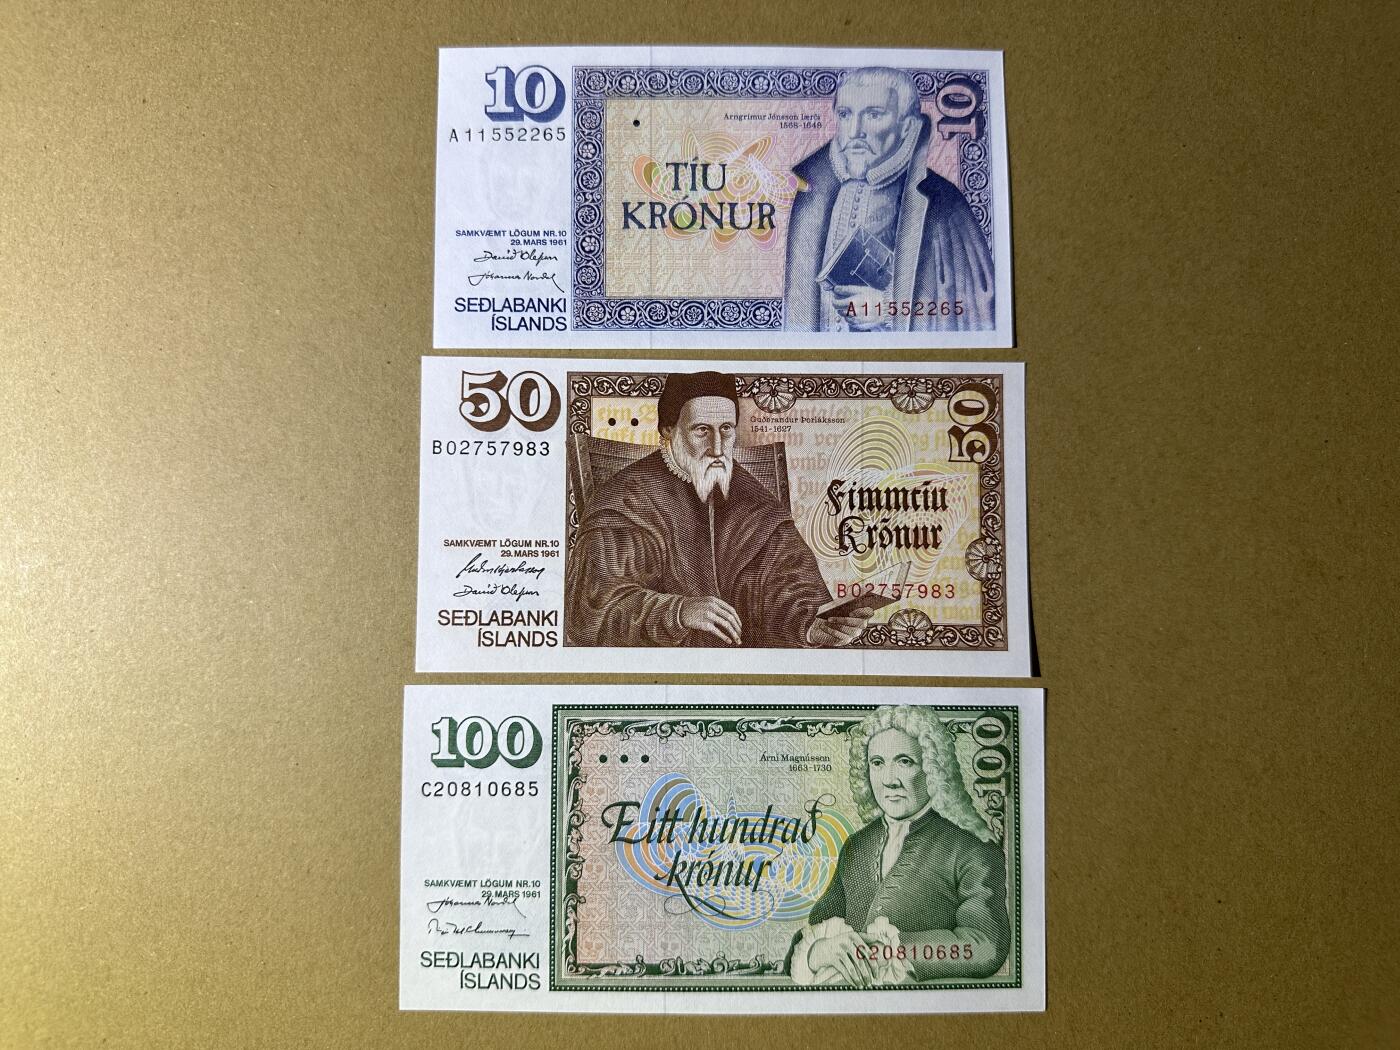 10
A11552265
Arngrímur Jónsson lærði
1568-1648
10
TÍU
KRÓNUR
SAMKVÆMT LÖGUM NR.10
29. MARS 1961
SEÐLABANKI
ÍSLANDS
A11552265
50
B02757983
Guðbrandur Þorláksson
1541-1627
50
Fimmtíu
Krónur
SAMKVÆMT LÖGUM NR.10
29. MARS 1961
B02757983
SEÐLABANKI
ÍSLANDS
100
C20810685
Árni Magnússon
1663-1730
100
Eitt hundrað
krónur
SAMKVÆMT LÖGUM NR.10
29. MARS 1961
SEÐLABANKI
ÍSLANDS
C20810685